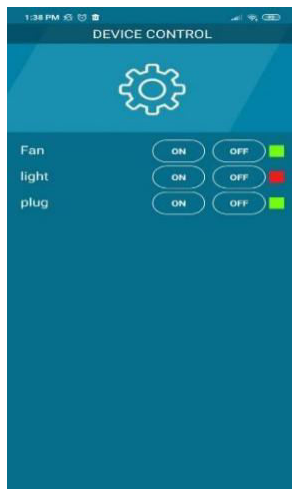 1:38 PM
DEVICE CONTROL
Fan ON OFF
light ON OFF
plug ON OFF